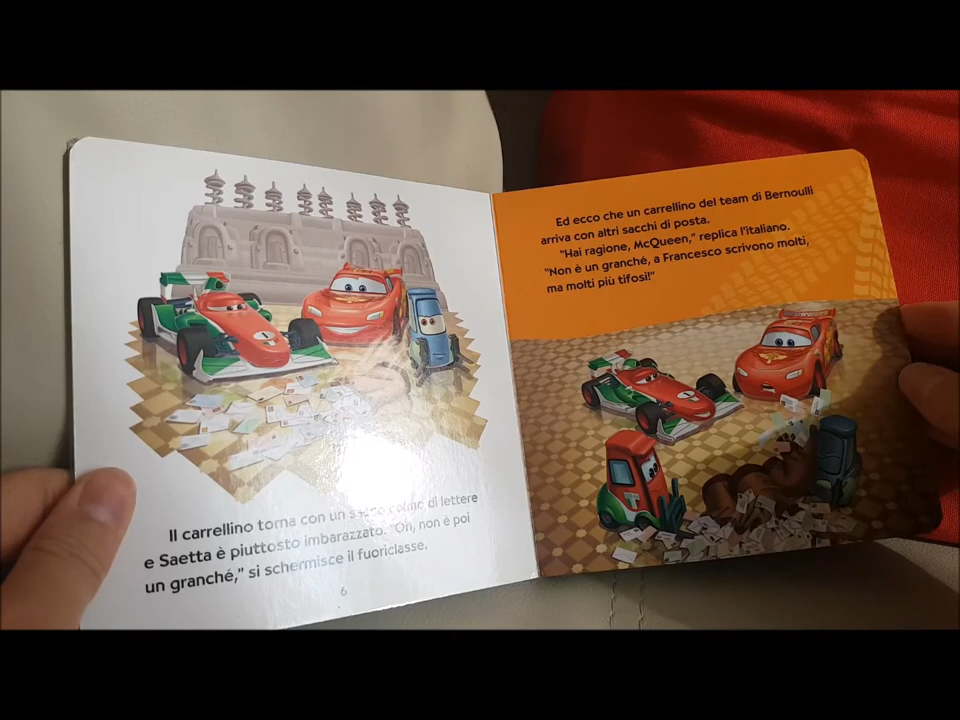 Il carrellino torna con un sacco colmo di lettere
e Saetta è piuttosto imbarazzato. "Oh, non è poi
un granché," si schermisce il fuoriclasse.
6
Ed ecco che un carrellino del team di Bernoulli
arriva con altri sacchi di posta.
"Hai ragione, McQueen," replica l'italiano.
"Non è un granché, a Francesco scrivono molti,
ma molti più tifosi!"